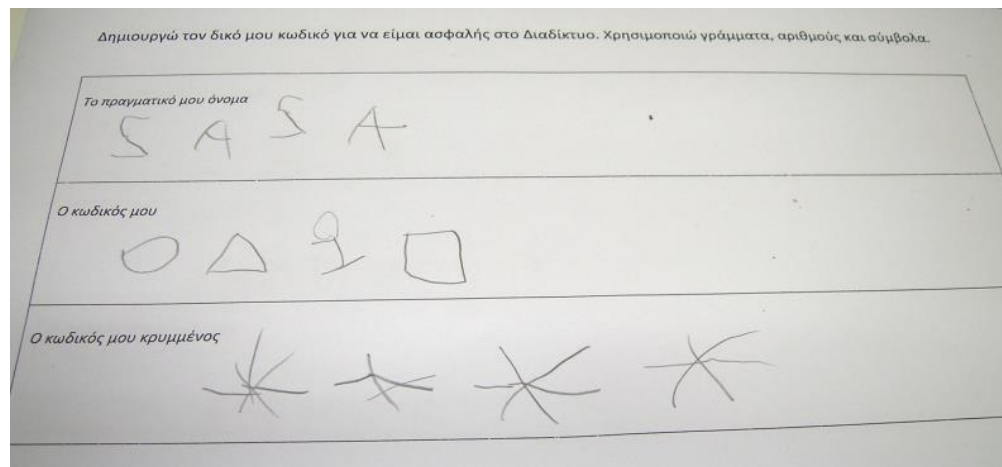 Δημιουργώ τον δικό μου κωδικό για να είμαι ασφαλής στο Διαδίκτυο. Χρησιμοποιώ γράμματα, αριθμούς και σύμβολα.
Το πραγματικό μου όνομα
S A S A
Ο κωδικός μου
Ο κωδικός μου κρυμμένος